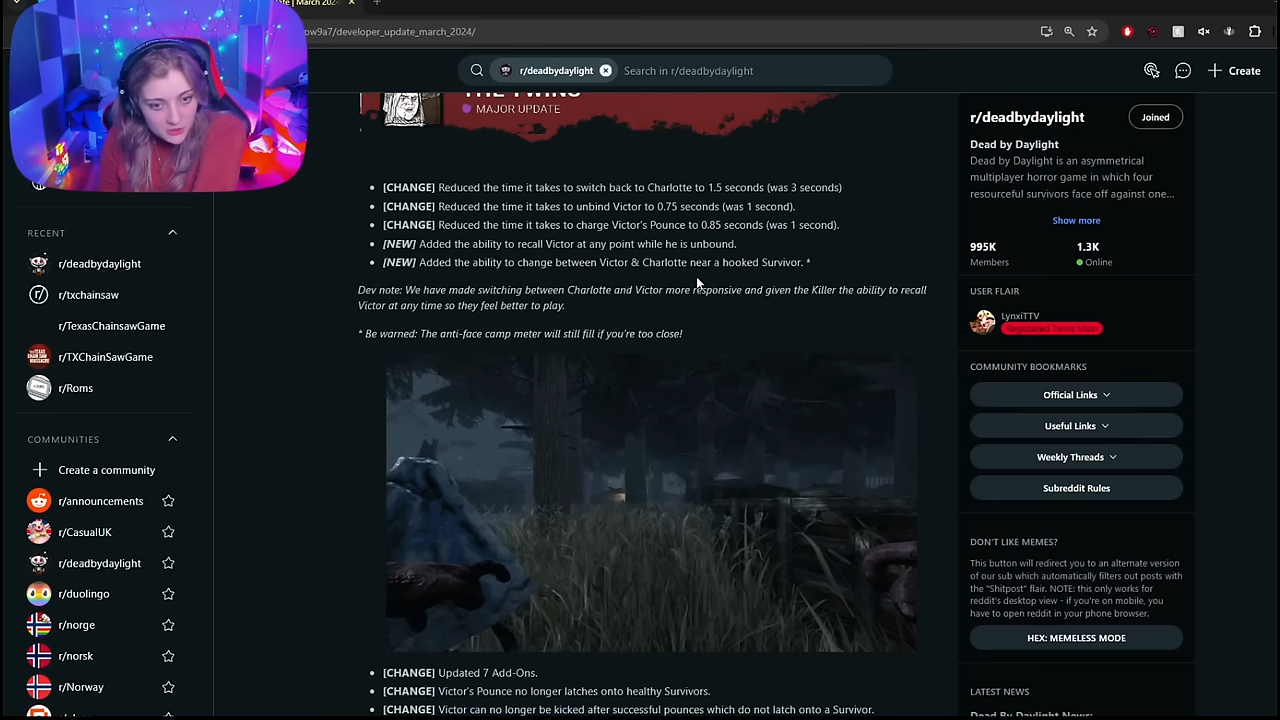 ow9a7/developer_update_march_2024/
r/deadbydaylight
Search in r/deadbydaylight
Create
MAJOR UPDATE
[CHANGE] Reduced the time it takes to switch back to Charlotte to 1.5 seconds (was 3 seconds)
[CHANGE] Reduced the time it takes to unbind Victor to 0.75 seconds (was 1 second).
[CHANGE] Reduced the time it takes to charge Victor's Pounce to 0.85 seconds (was 1 second).
[NEW] Added the ability to recall Victor at any point while he is unbound.
[NEW] Added the ability to change between Victor & Charlotte near a hooked Survivor. *
Dev note: We have made switching between Charlotte and Victor more responsive and given the Killer the ability to recall
Victor at any time so they feel better to play.
* Be warned: The anti-face camp meter will still fill if you're too close!
[CHANGE] Updated 7 Add-Ons.
[CHANGE] Victor's Pounce no longer latches onto healthy Survivors.
[CHANGE] Victor can no longer be kicked after successful pounces which do not latch onto a Survivor.
RECENT
r/deadbydaylight
r/txchainsaw
r/TexasChainsawGame
r/TXChainSawGame
r/Roms
COMMUNITIES
Create a community
r/announcements
r/CasualUK
r/deadbydaylight
r/duolingo
r/norge
r/norsk
r/Norway
r/deadbydaylight
Joined
Dead by Daylight
Dead by Daylight is an asymmetrical
multiplayer horror game in which four
resourceful survivors face off against one...
Show more
995K
1.3K
Members
Online
USER FLAIR
LynxiTTV
Registered Twins Main
COMMUNITY BOOKMARKS
Official Links
Useful Links
Weekly Threads
Subreddit Rules
DON'T LIKE MEMES?
This button will redirect you to an alternate version
of our sub which automatically filters out posts with
the "Shitpost" flair. NOTE: this only works for
reddit's desktop view - if you're on mobile, you
have to open reddit in your phone browser.
HEX: MEMELESS MODE
LATEST NEWS
Dead By Daylight News: